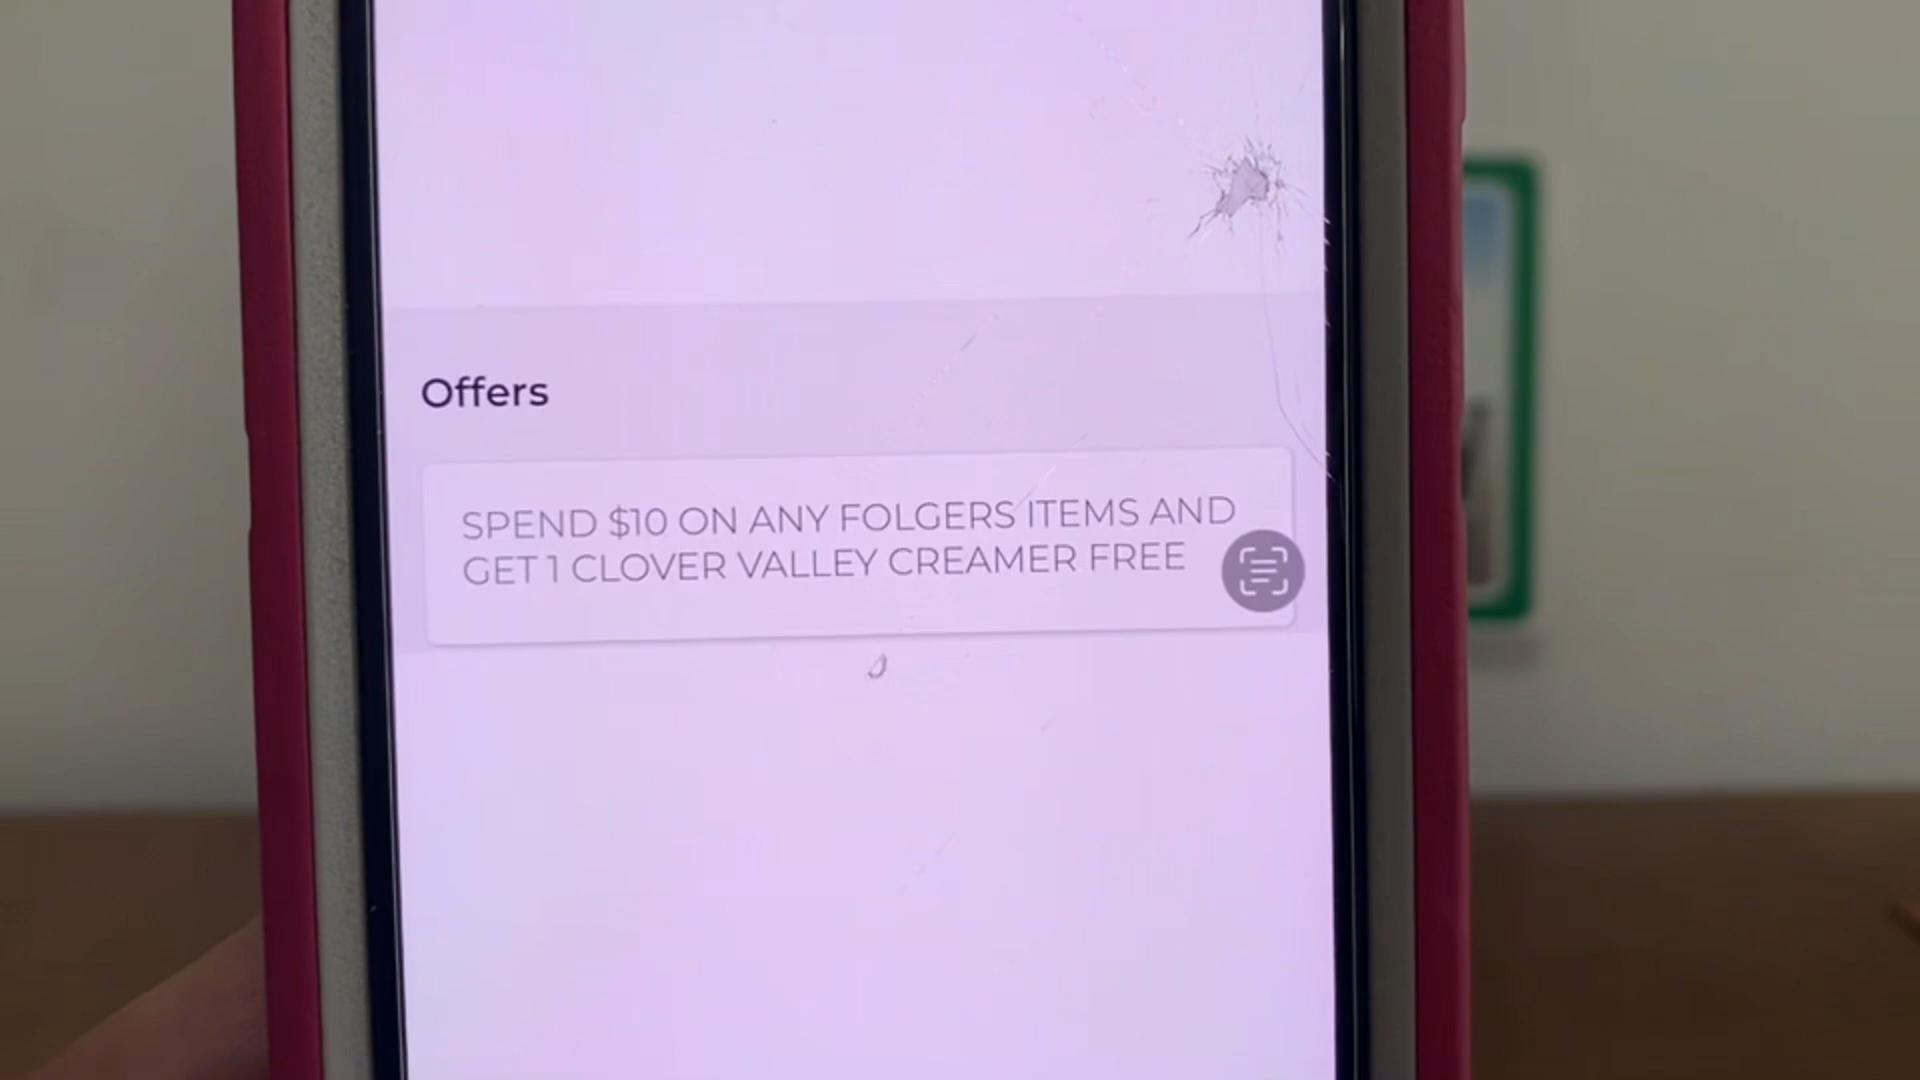 Offers
SPEND $10 ON ANY FOLGERS ITEMS AND
GET 1 CLOVER VALLEY CREAMER FREE